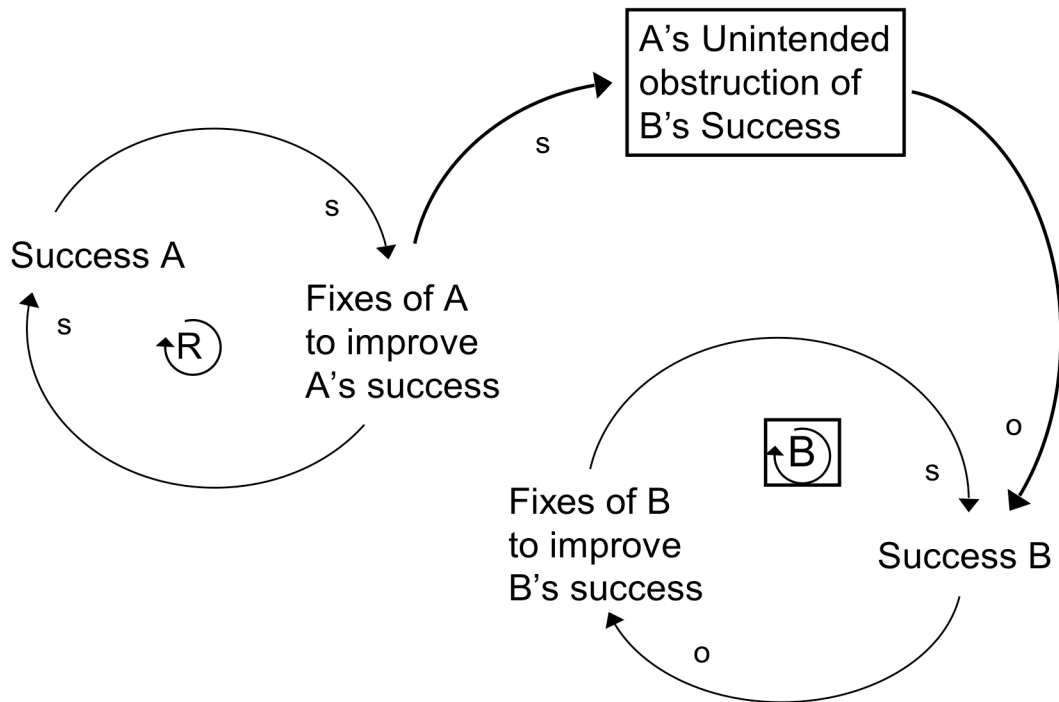 A's Unintended
obstruction of
B's Success
s
s
Success A
Fixes of A
to improve
A's success
s
R
o
B
s
Fixes of B
to improve
B's success
Success B
o